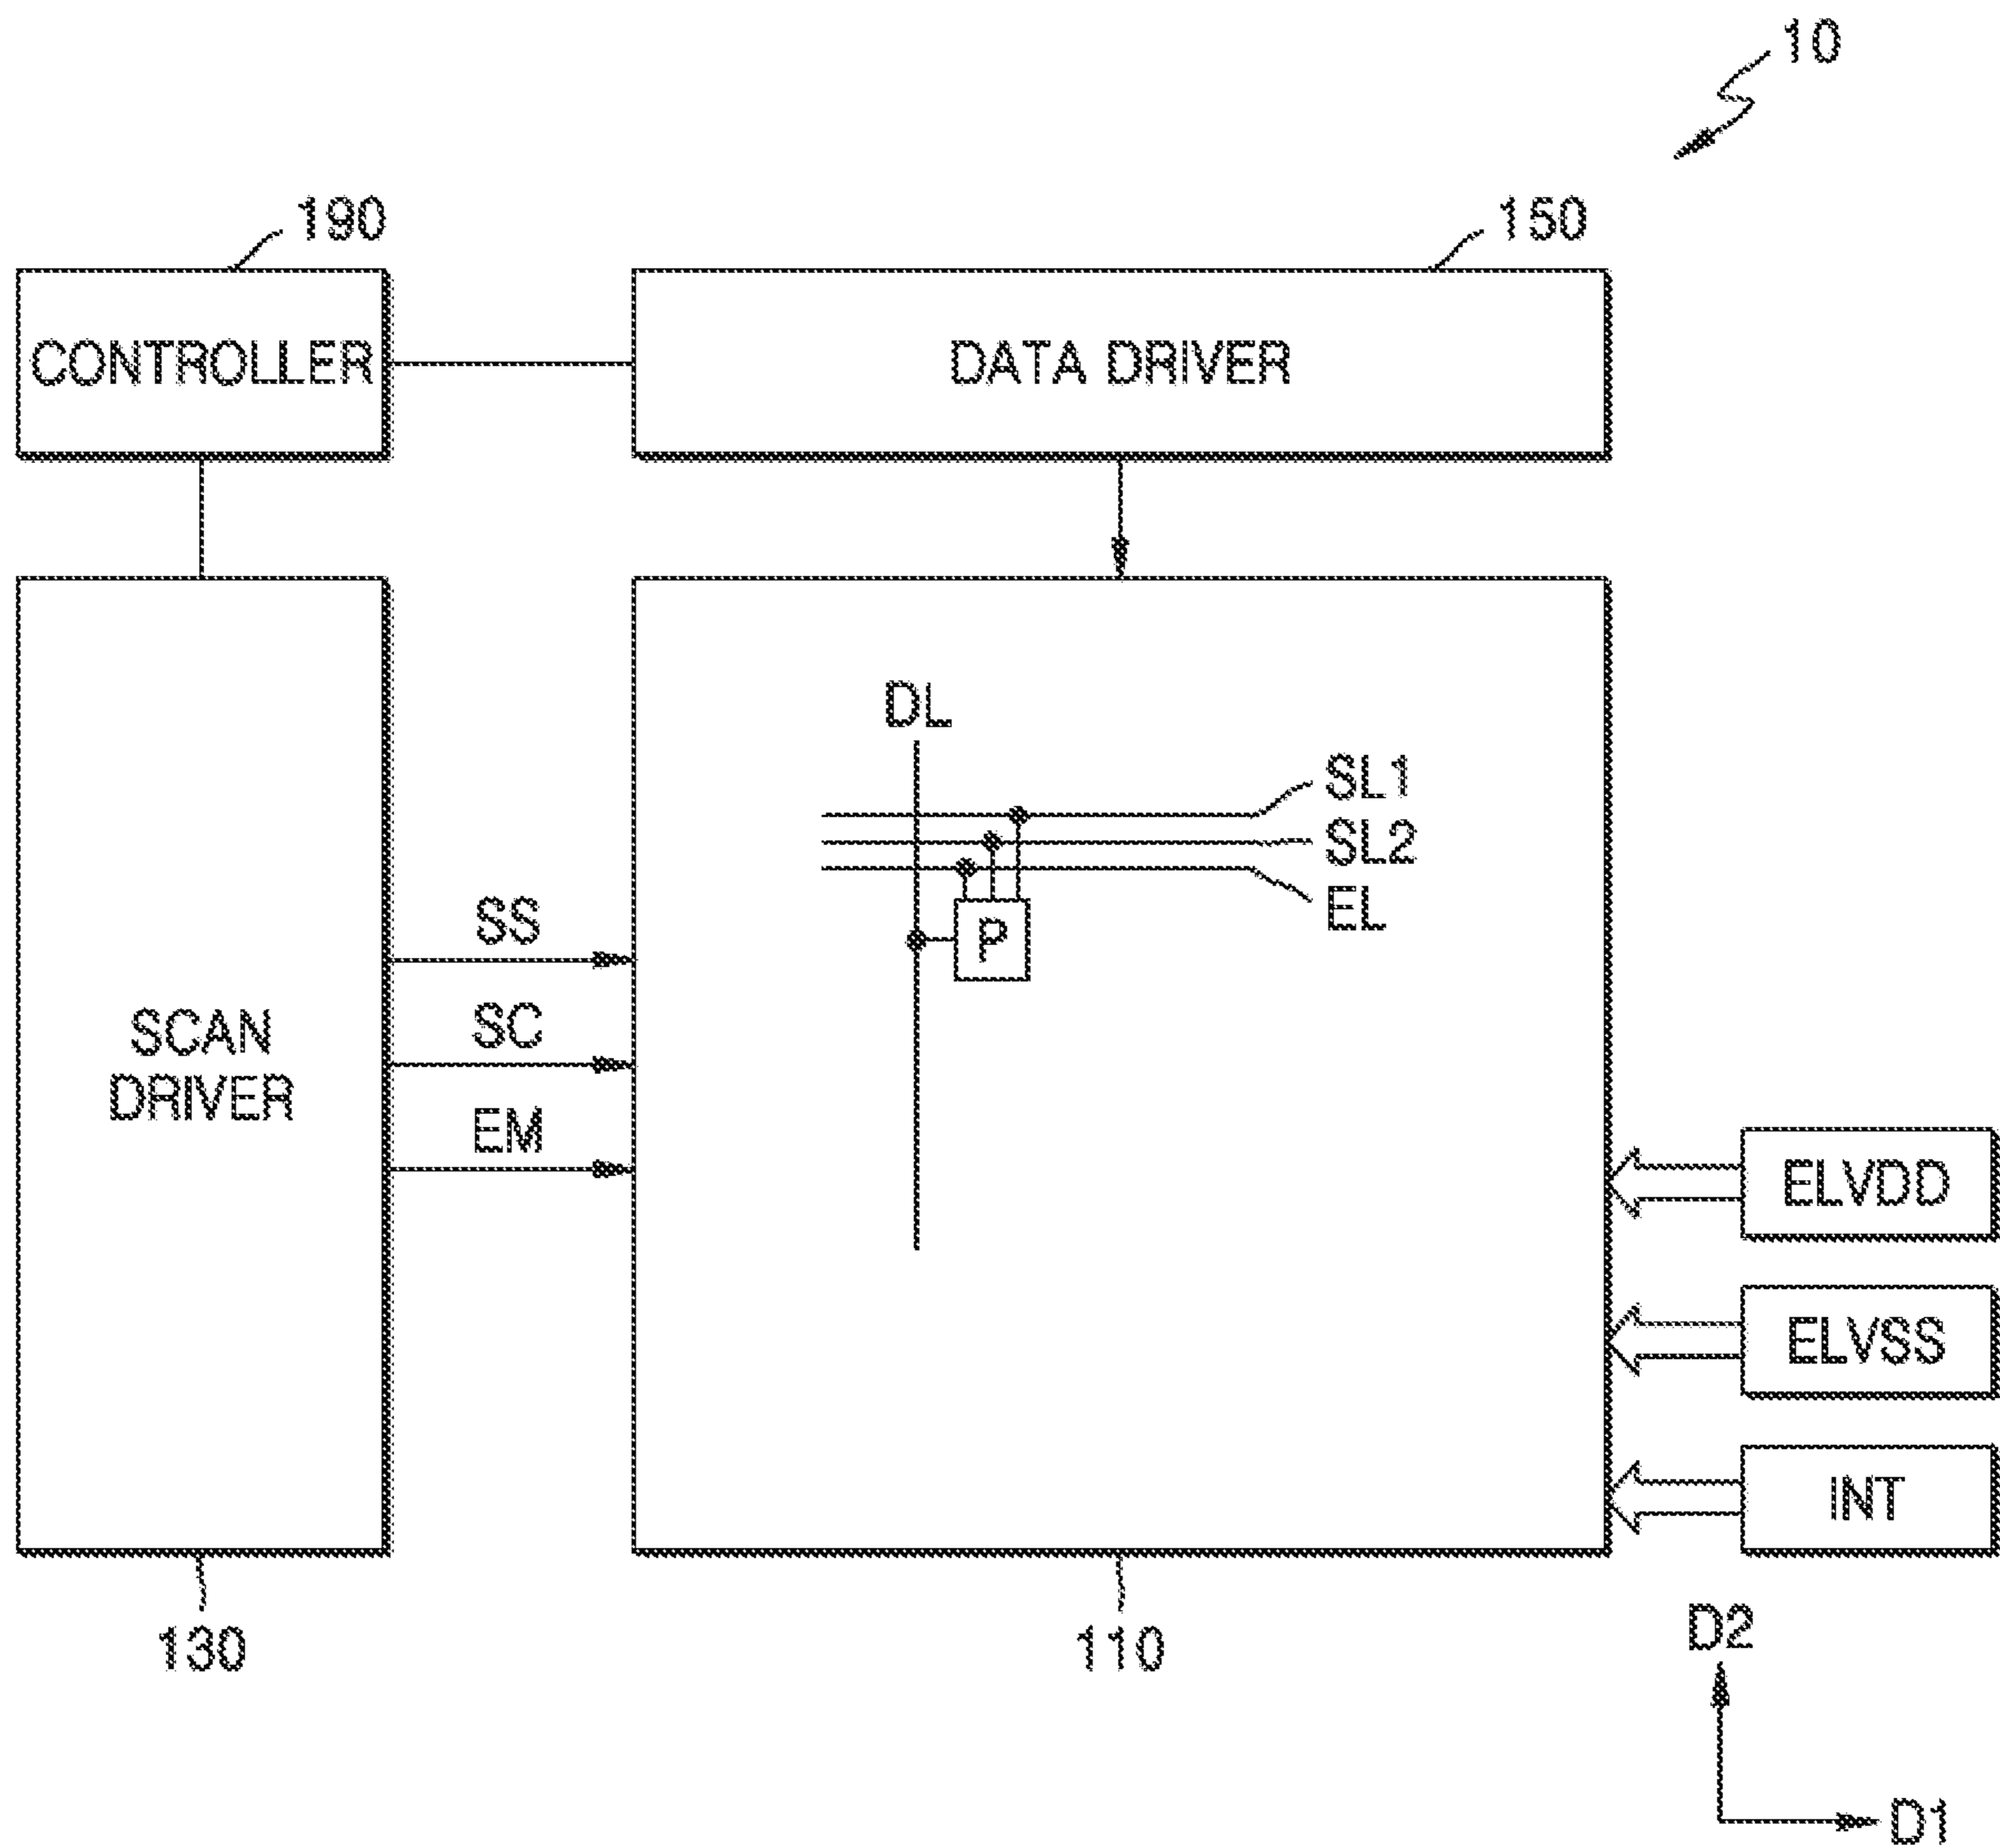 10
190
150
CONTROLLER
DATA DRIVER
DL
SL1
SL2
EL
P
SS
SC
EM
SCAN
DRIVER
ELVDD
ELVSS
INT
130
110
D2
D1